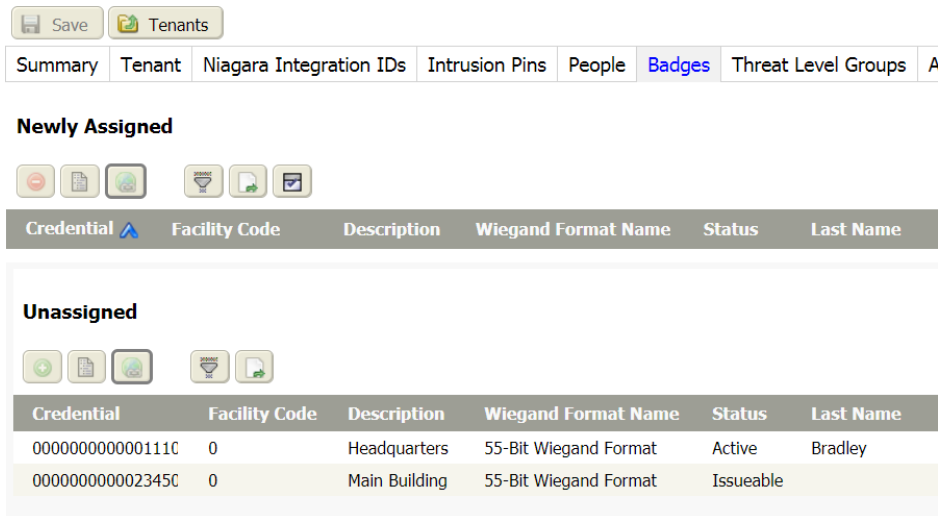 Save Tenants
Summary Tenant Niagara Integration IDs Intrusion Pins People Badges Threat Level Groups A
Newly Assigned
Credential Facility Code Description Wiegand Format Name Status Last Name
Unassigned
Credential Facility Code Description Wiegand Format Name Status Last Name
0000000000001110 0 Headquarters 55-Bit Wiegand Format Active Bradley
0000000000023450 0 Main Building 55-Bit Wiegand Format Issueable